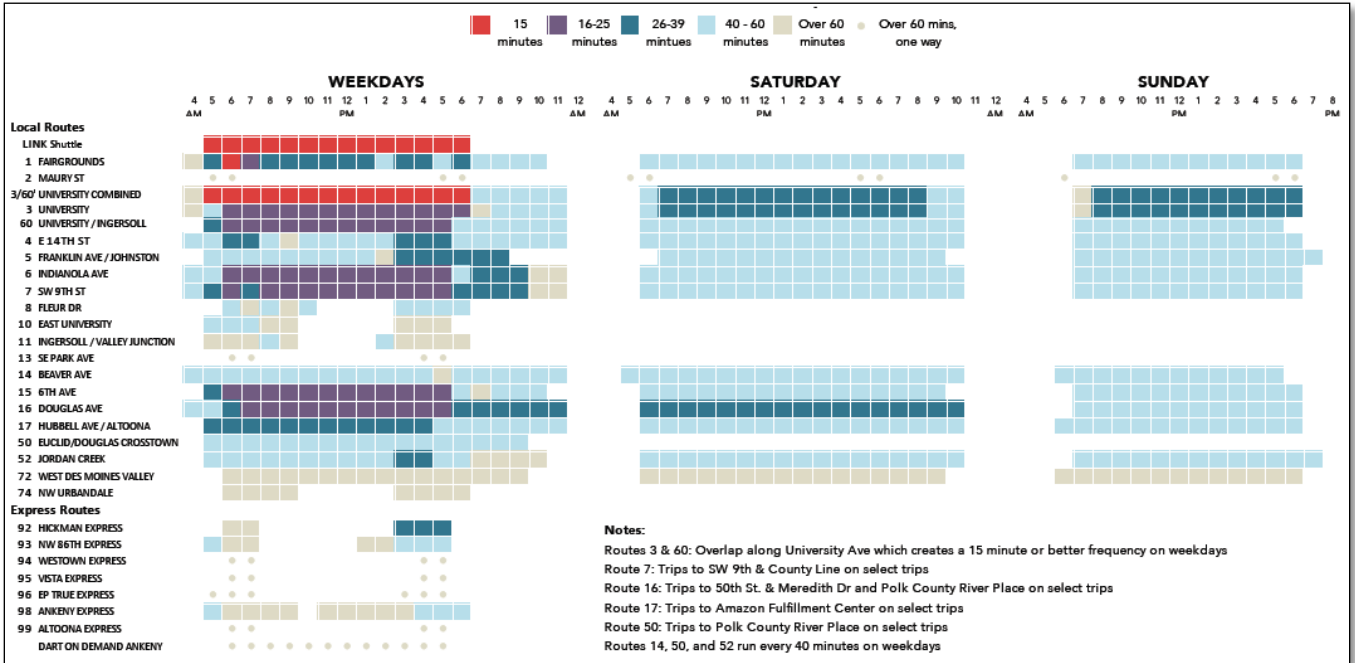 15 minutes
16-25 minutes
26-39 mintues
40 - 60 minutes
Over 60 minutes
Over 60 mins, one way
WEEKDAYS SATURDAY SUNDAY
4 5 6 7 8 9 10 11 12 1 2 3 4 5 6 7 8 9 10 11 12 4 5 6 7 8 9 10 11 12 1 2 3 4 5 6 7 8 9 10 11 12 4 5 6 7 8 9 10 11 12 1 2 3 4 5 6 7 8
AM PM AM AM PM AM AM PM PM
Local Routes
LINK Shuttle
1 FAIRGROUNDS
2 MAURY ST
3/60' UNIVERSITY COMBINED
3 UNIVERSITY
60 UNIVERSITY / INGERSOLL
4 E 14TH ST
5 FRANKLIN AVE / JOHNSTON
6 INDIANOLA AVE
7 SW 9TH ST
8 FLEUR DR
10 EAST UNIVERSITY
11 INGERSOLL / VALLEY JUNCTION
13 SE PARK AVE
14 BEAVER AVE
15 6TH AVE
16 DOUGLAS AVE
17 HUBBELL AVE / ALTOONA
50 EUCLID/DOUGLAS CROSSTOWN
52 JORDAN CREEK
72 WEST DES MOINES VALLEY
74 NW URBANDALE
Express Routes
92 HICKMAN EXPRESS
93 NW 86TH EXPRESS
94 WESTOWN EXPRESS
95 VISTA EXPRESS
96 EP TRUE EXPRESS
98 ANKENY EXPRESS
99 ALTOONA EXPRESS
DART ON DEMAND ANKENY
Notes:
Routes 3 & 60: Overlap along University Ave which creates a 15 minute or better frequency on weekdays
Route 7: Trips to SW 9th & County Line on select trips
Route 16: Trips to 50th St. & Meredith Dr and Polk County River Place on select trips
Route 17: Trips to Amazon Fulfillment Center on select trips
Route 50: Trips to Polk County River Place on select trips
Routes 14, 50, and 52 run every 40 minutes on weekdays